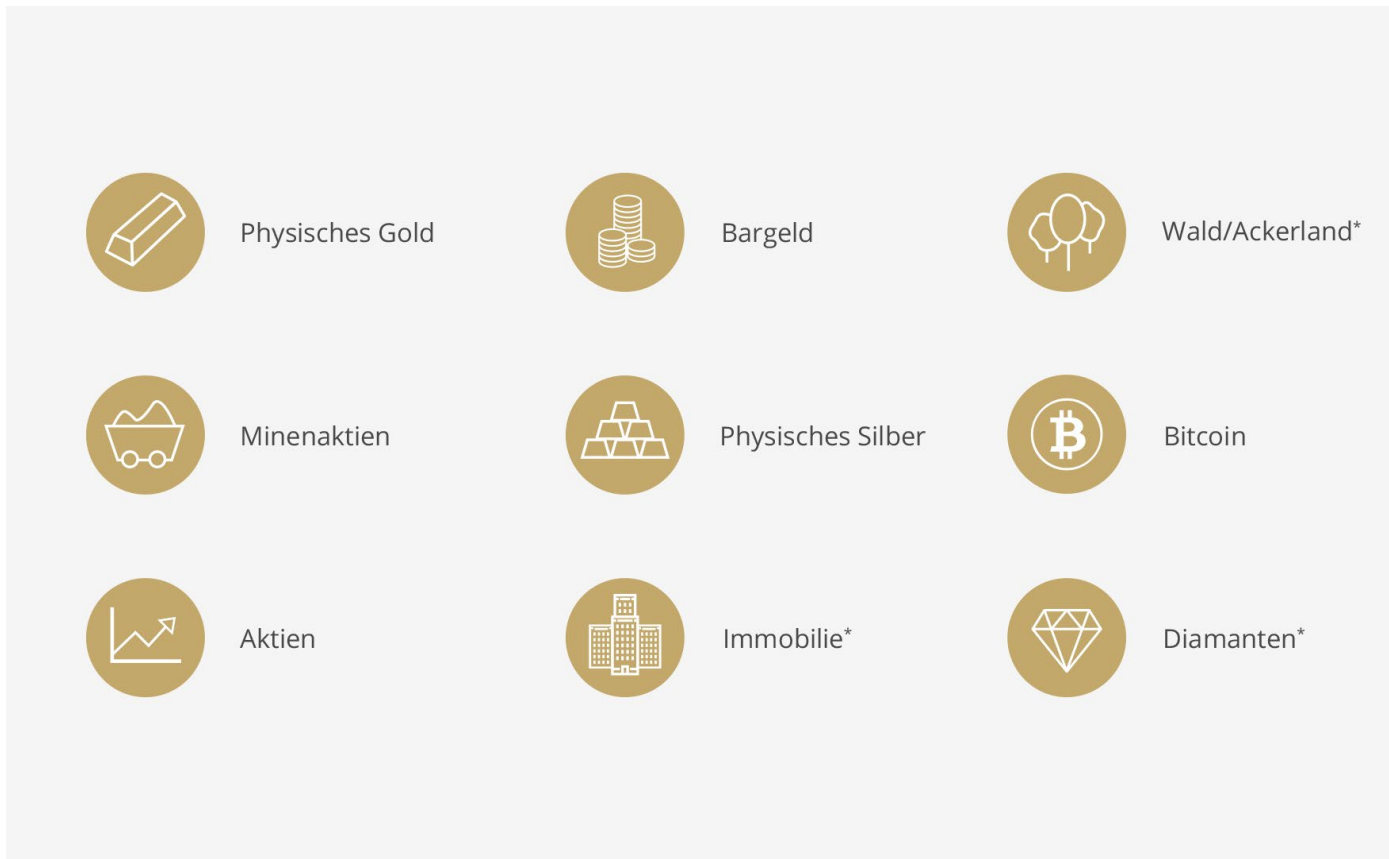 Physisches Gold
Bargeld
Wald/Ackerland*
Minenaktien
Physisches Silber
Bitcoin
Aktien
Immobilie*
Diamanten*